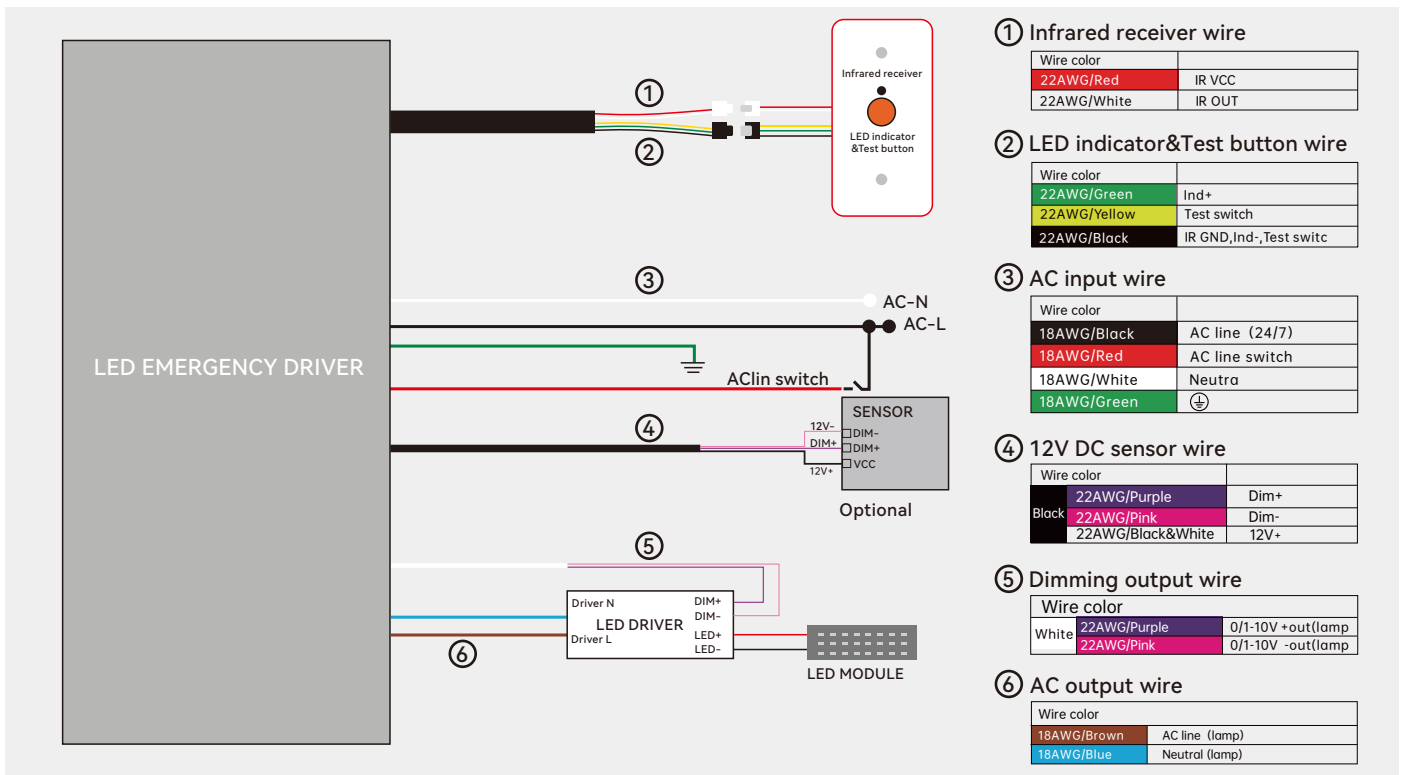 LED EMERGENCY DRIVER
①
②
Infrared receiver
LED indicator
&Test button
③
AC-N
AC-L
AClin switch
④
12V-
DIM+
12V+
SENSOR
DIM-
DIM+
VCC
Optional
⑤
Driver N
DIM+
DIM-
LED DRIVER
Driver L
LED+
LED-
⑥
LED MODULE
① Infrared receiver wire
Wire color
22AWG/Red IR VCC
22AWG/White IR OUT
② LED indicator&Test button wire
Wire color
22AWG/Green Ind+
22AWG/Yellow Test switch
22AWG/Black IR GND,Ind-,Test switc
③ AC input wire
Wire color
18AWG/Black AC line (24/7)
18AWG/Red AC line switch
18AWG/White Neutra
18AWG/Green
④ 12V DC sensor wire
Wire color
Black
22AWG/Purple Dim+
22AWG/Pink Dim-
22AWG/Black&White 12V+
⑤ Dimming output wire
Wire color
White
22AWG/Purple 0/1-10V +out(lamp
22AWG/Pink 0/1-10V -out(lamp
⑥ AC output wire
Wire color
18AWG/Brown AC line (lamp)
18AWG/Blue Neutral (lamp)